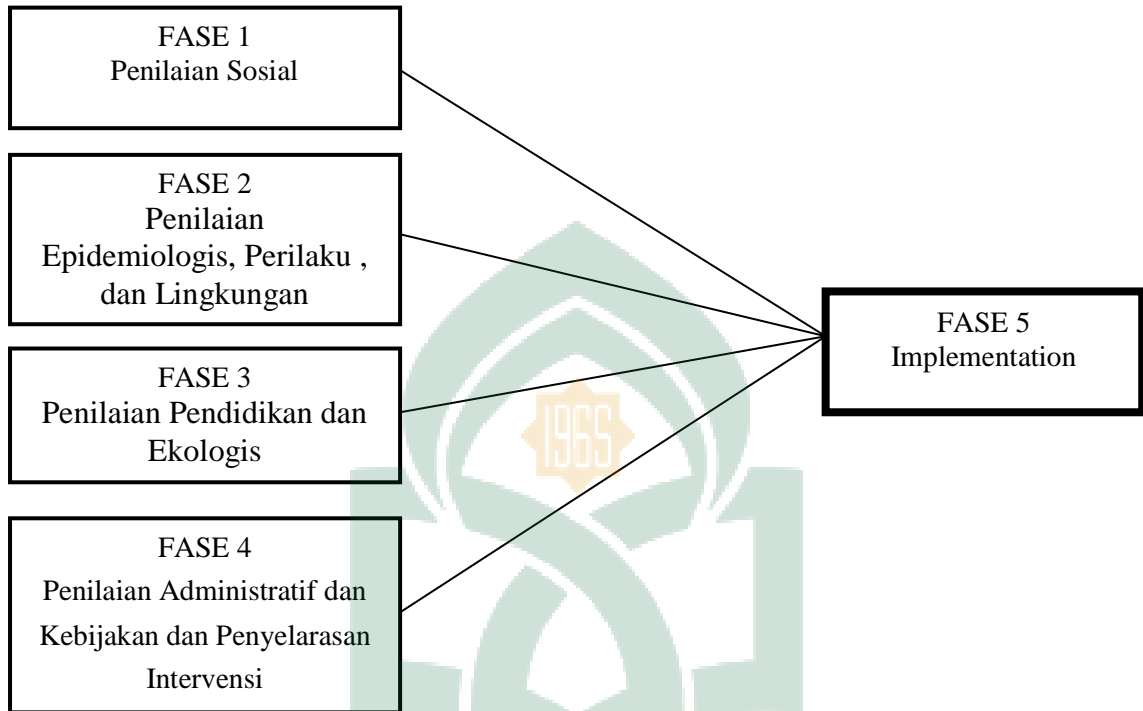 FASE 1
Penilaian Sosial
FASE 2
Penilaian
Epidemiologis, Perilaku ,
dan Lingkungan
FASE 3
Penilaian Pendidikan dan
Ekologis
FASE 4
Penilaian Administratif dan
Kebijakan dan Penyelarasan
Intervensi
FASE 5
Implementation
1965